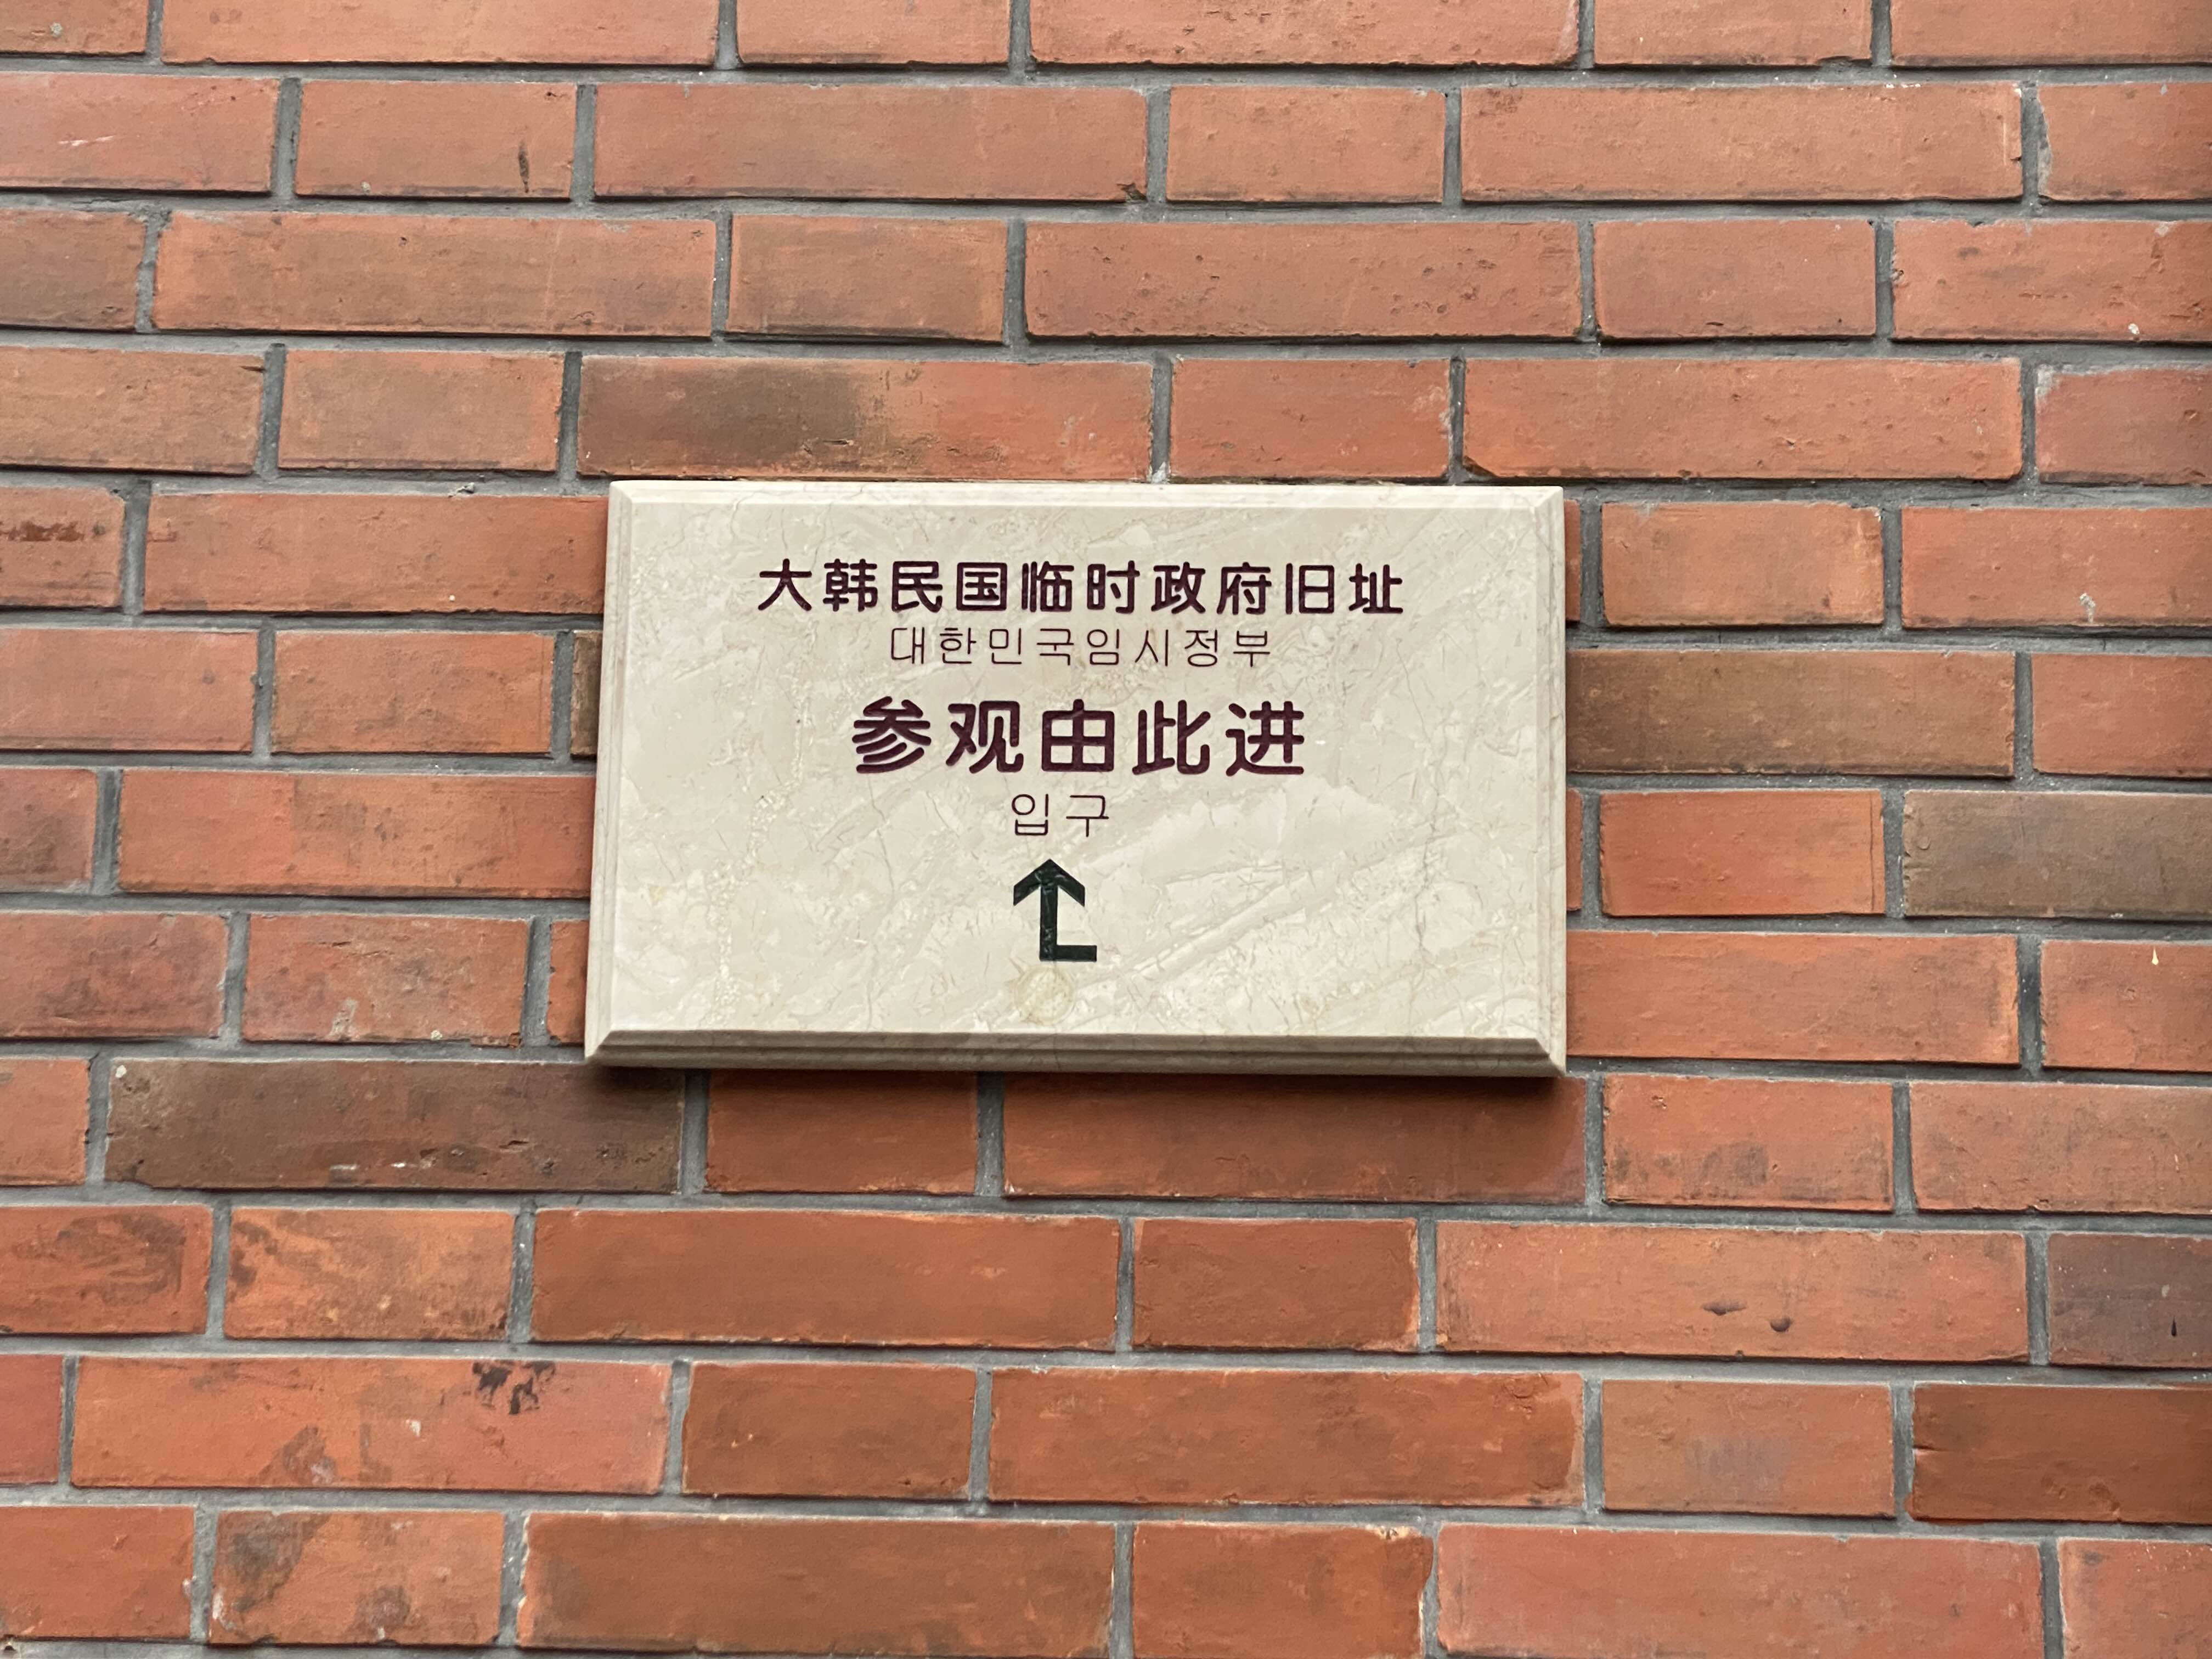 大韩民国临时政府旧址
대한민국임시정부
参观由此进
입구